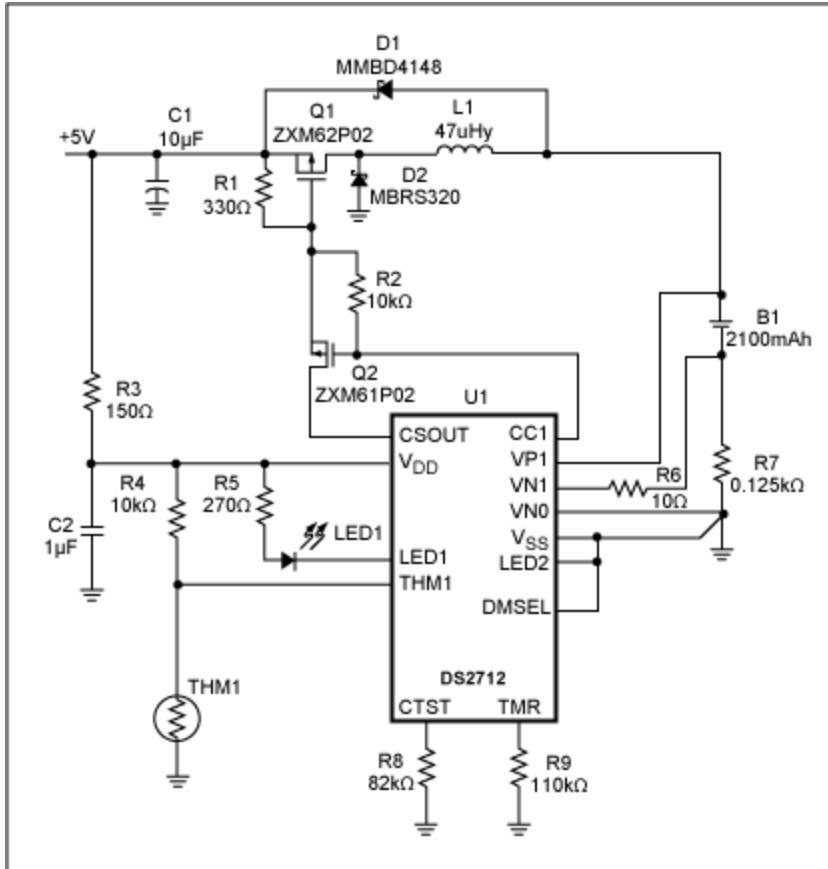 D1
MMBD4148
C1
10µF
Q1
ZXM62P02
L1
47uHy
+5V
R1
330Ω
D2
MBRS320
R2
10kΩ
B1
2100mAh
Q2
ZXM61P02
U1
R3
150Ω
CSOUT
CC1
VDD
VP1
R4
10kΩ
R5
270Ω
VN1
R6
10Ω
R7
0.125kΩ
VN0
C2
1µF
LED1
VSS
LED1
LED2
THM1
DMSEL
THM1
DS2712
CTST
TMR
R8
82kΩ
R9
110kΩ